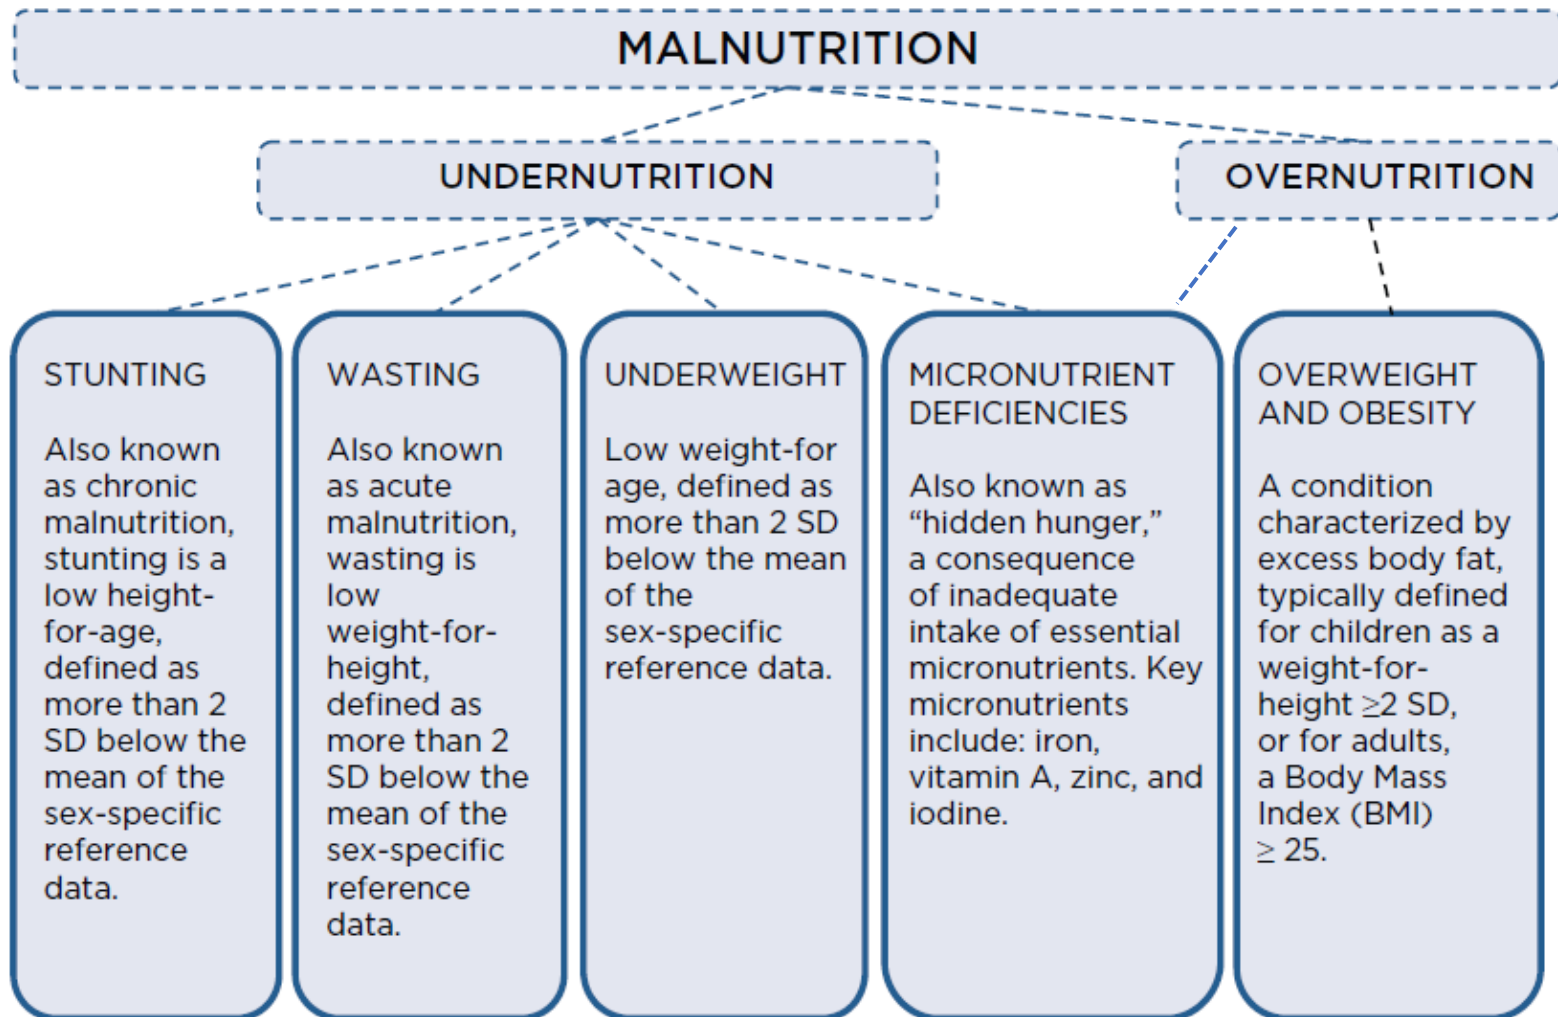 MALNUTRITION
UNDERNUTRITION
OVERNUTRITION
STUNTING
Also known
as chronic
malnutrition,
stunting is a
low height-
for-age,
defined as
more than 2
SD below the
mean of the
sex-specific
reference
data.
WASTING
Also known
as acute
malnutrition,
wasting is
low
weight-for-
height,
defined as
more than 2
SD below the
mean of the
sex-specific
reference
data.
UNDERWEIGHT
Low weight-for
age, defined as
more than 2 SD
below the mean
of the
sex-specific
reference data.
MICRONUTRIENT
DEFICIENCIES
Also known as
“hidden hunger,”
a consequence
of inadequate
intake of essential
micronutrients. Key
micronutrients
include: iron,
vitamin A, zinc, and
iodine.
OVERWEIGHT
AND OBESITY
A condition
characterized by
excess body fat,
typically defined
for children as a
weight-for-
height ≥2 SD,
or for adults,
a Body Mass
Index (BMI)
≥ 25.